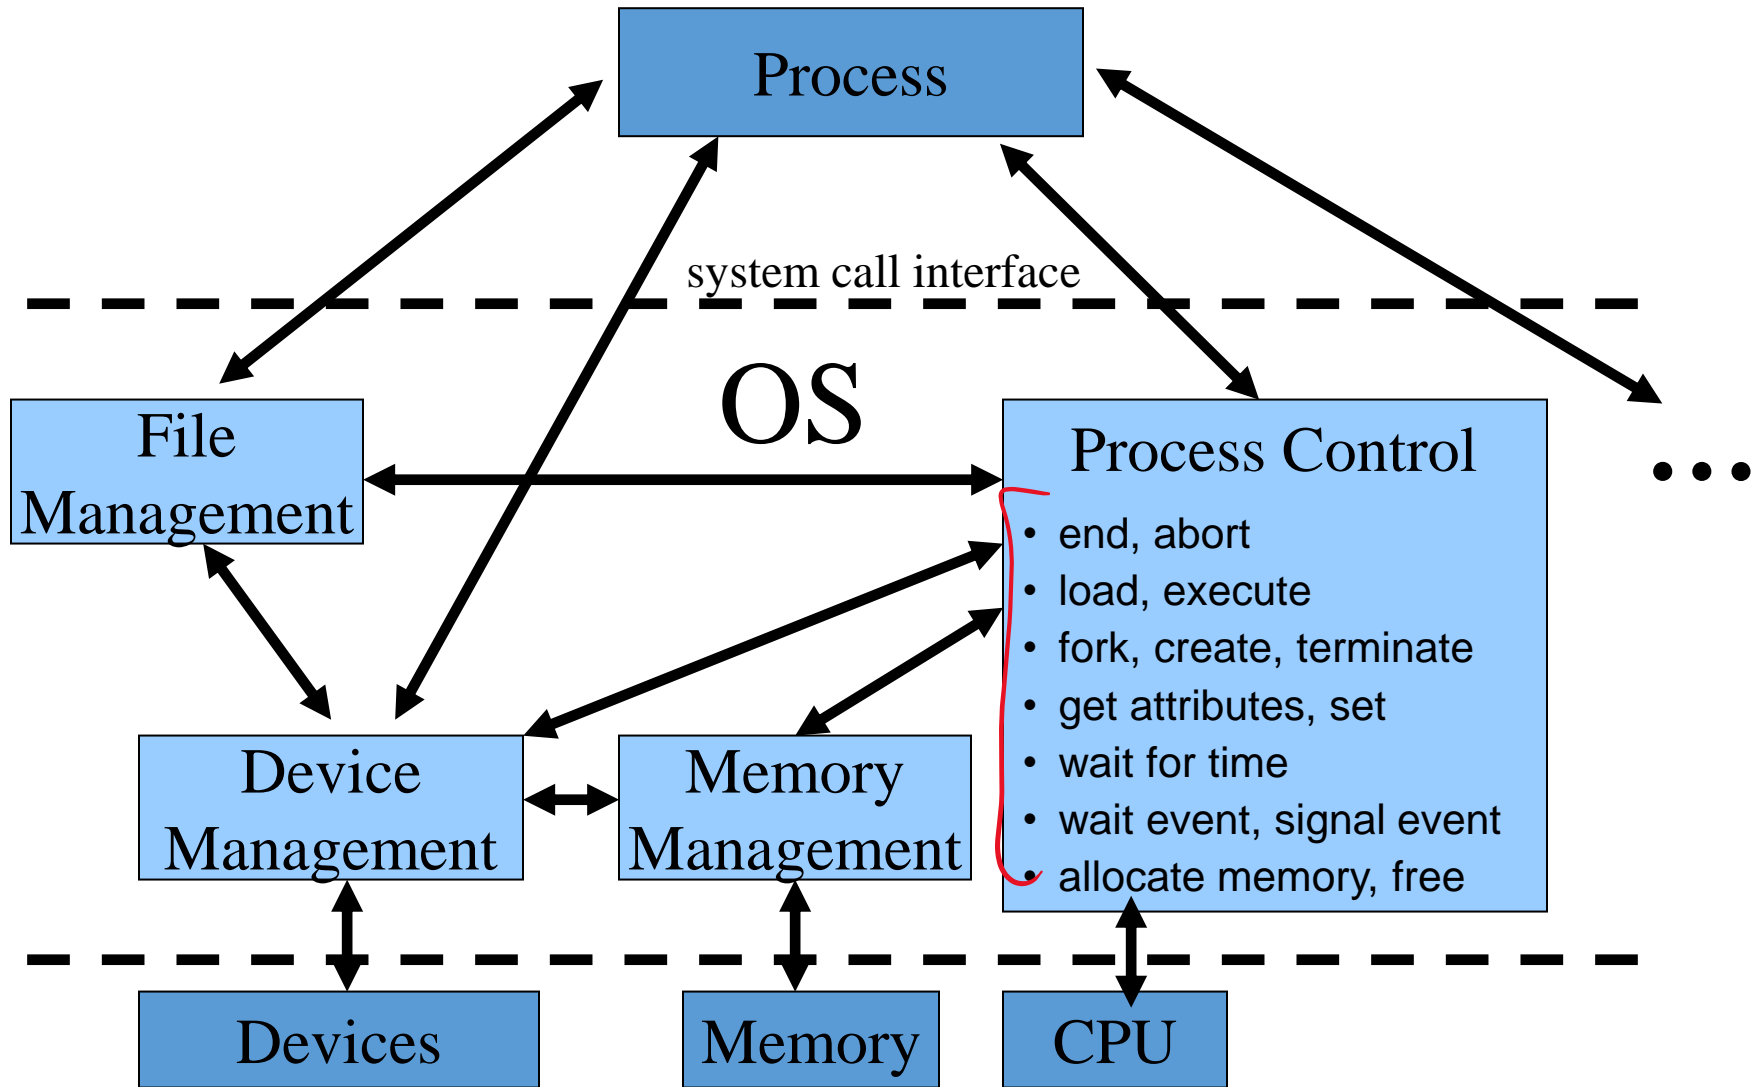 Process
system call interface
OS
File
Management
Process Control
• end, abort
• load, execute
• fork, create, terminate
• get attributes, set
• wait for time
• wait event, signal event
• allocate memory, free
...
Device
Management
Memory
Management
Devices
Memory
CPU